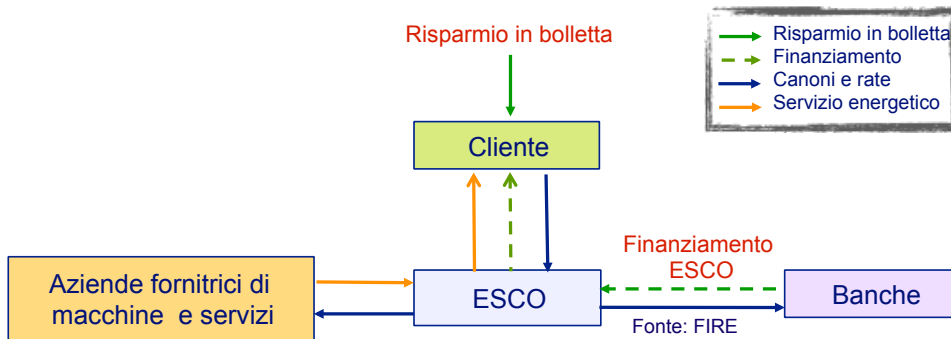 Risparmio in bolletta
Risparmio in bolletta
Finanziamento
Canoni e rate
Servizio energetico
Cliente
Finanziamento
ESCO
Aziende fornitrici di
macchine e servizi
ESCO
Banche
Fonte: FIRE